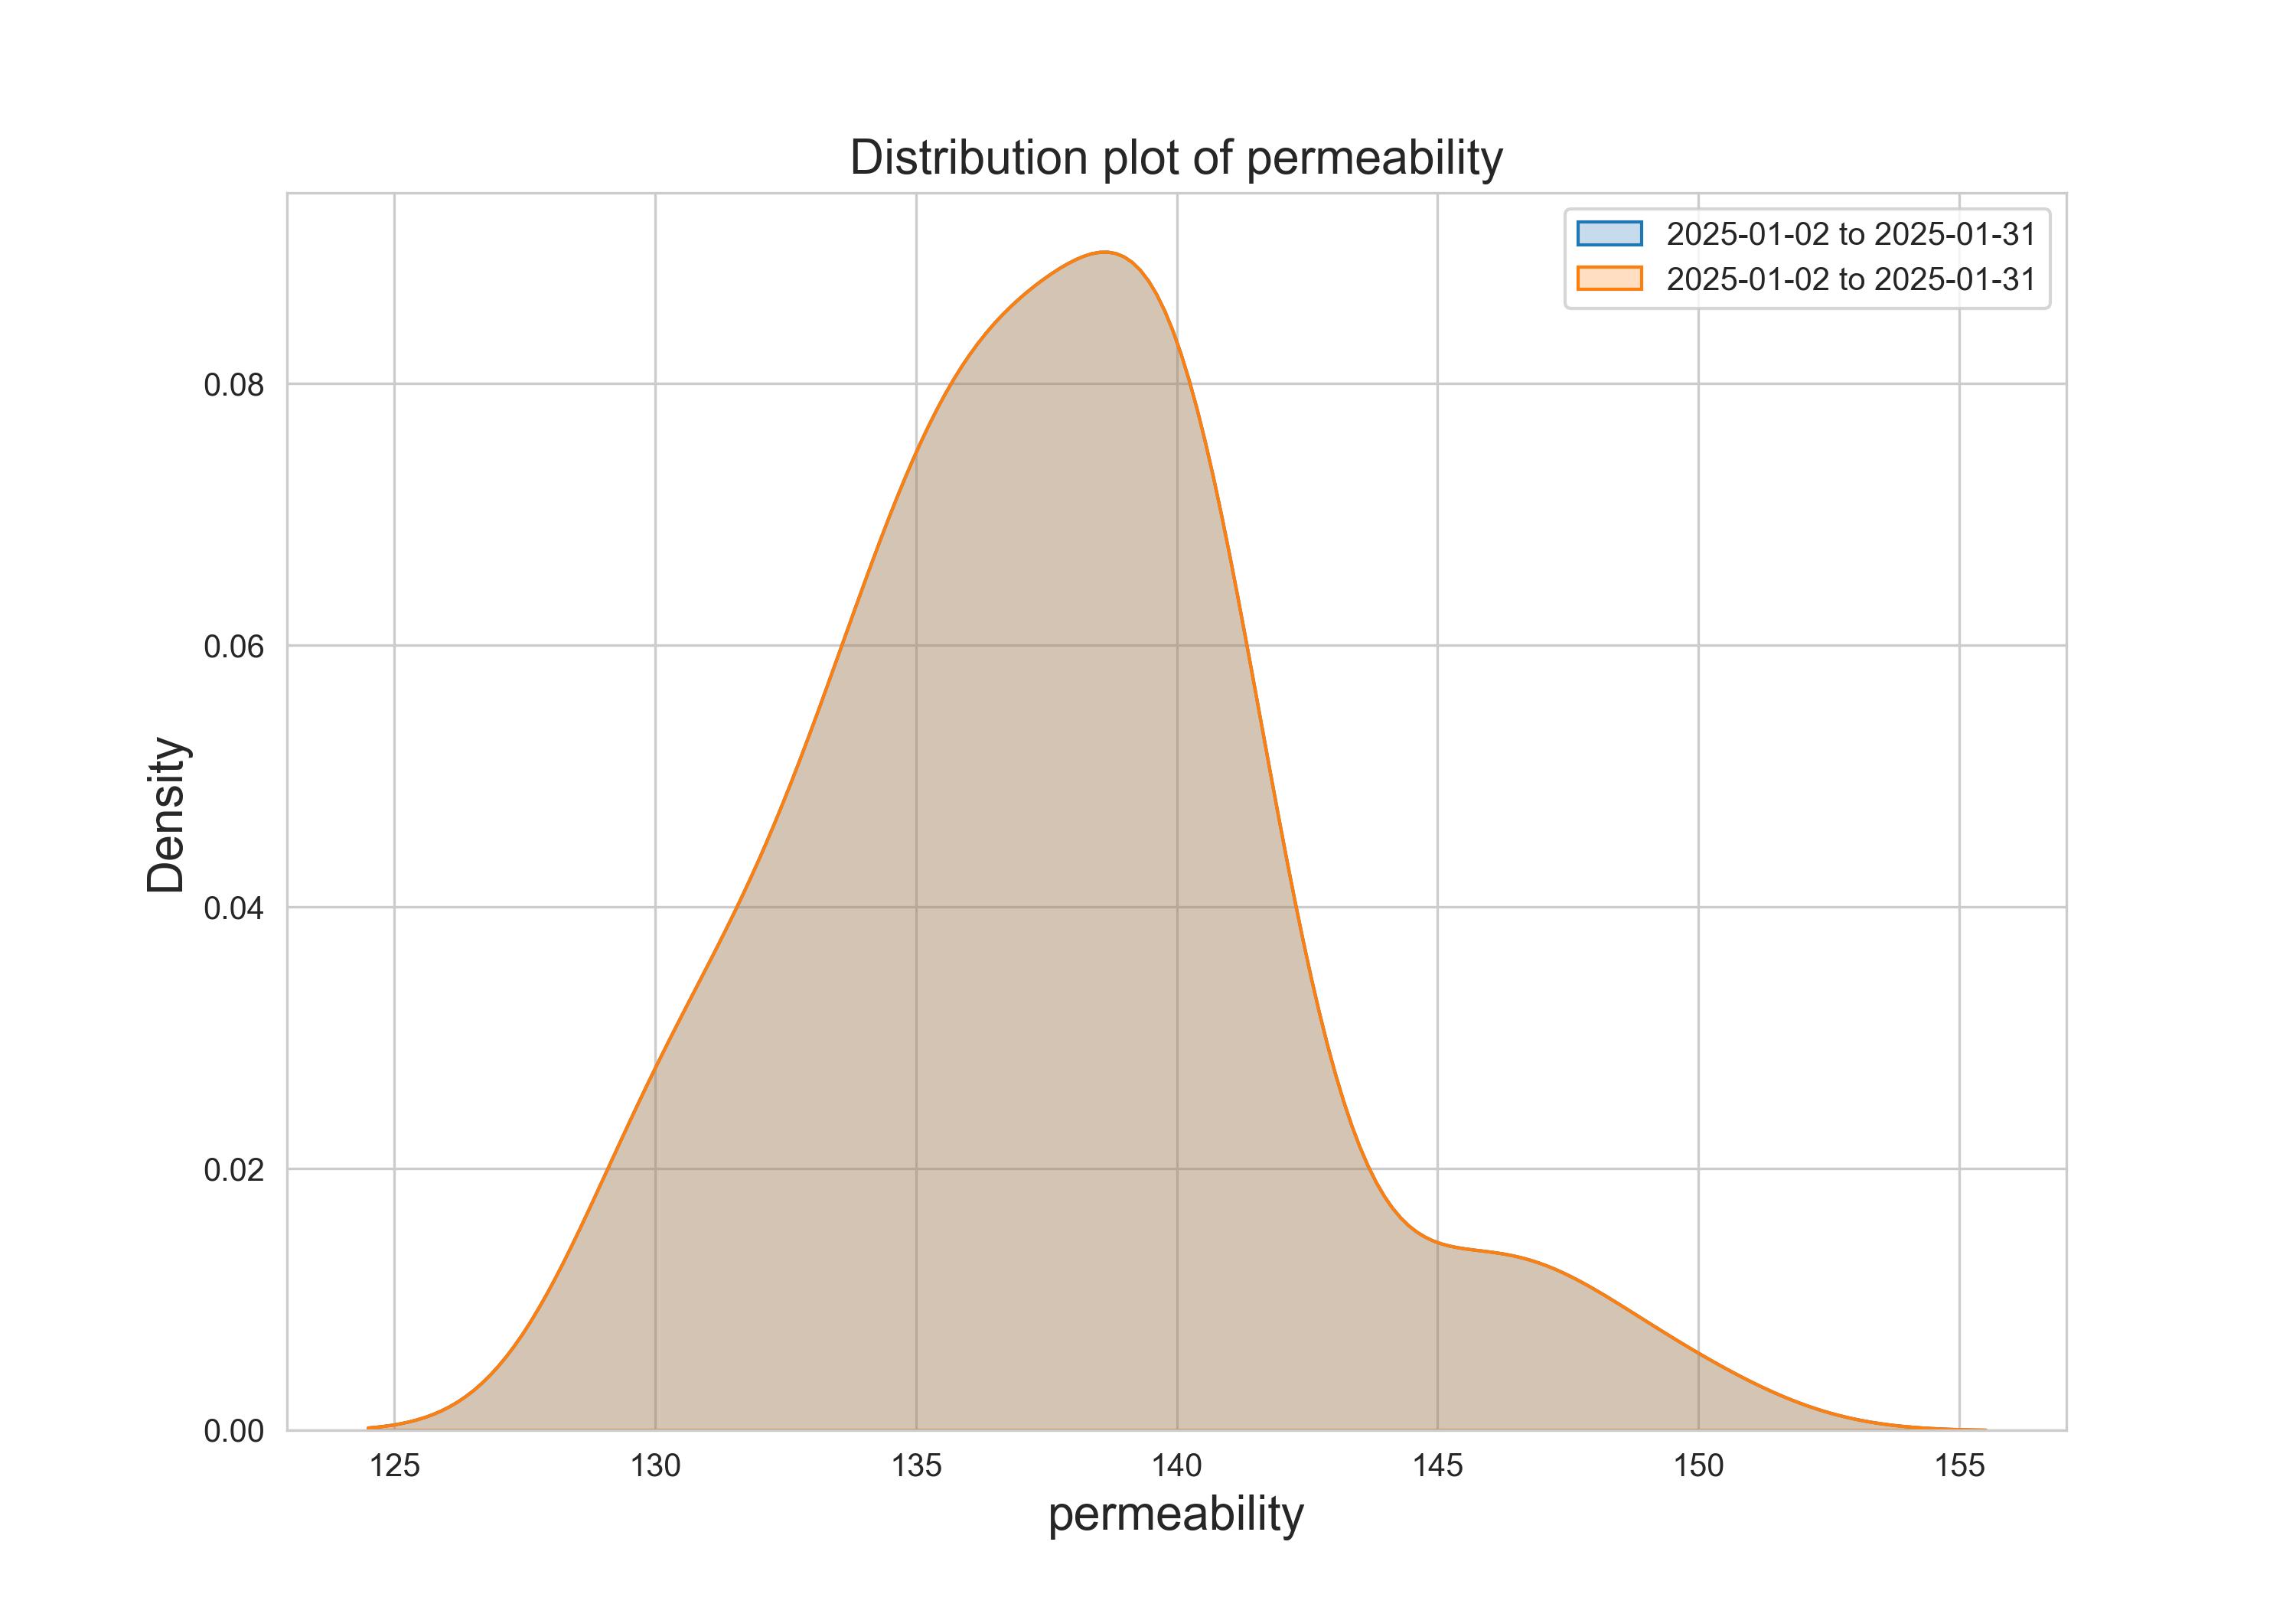 Distribution plot of permeability
2025-01-02 to 2025-01-31
2025-01-02 to 2025-01-31
Density
0.08
0.06
0.04
0.02
0.00
125 130 135 140 145 150 155
permeability